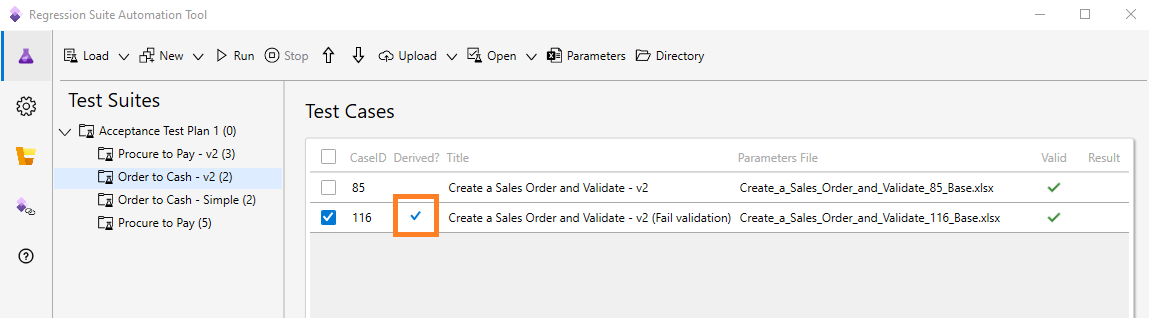 Regression Suite Automation Tool
Load New Run Stop Upload Open Parameters Directory
Test Suites
Acceptance Test Plan 1 (0)
Procure to Pay - v2 (3)
Order to Cash - v2 (2)
Order to Cash - Simple (2)
Procure to Pay (5)
Test Cases
CaseID Derived? Title Parameters File Valid Result
85 Create a Sales Order and Validate - v2 Create_a_Sales_Order_and_Validate_85_Base.xlsx
116 Create a Sales Order and Validate - v2 (Fail validation) Create_a_Sales_Order_and_Validate_116_Base.xlsx